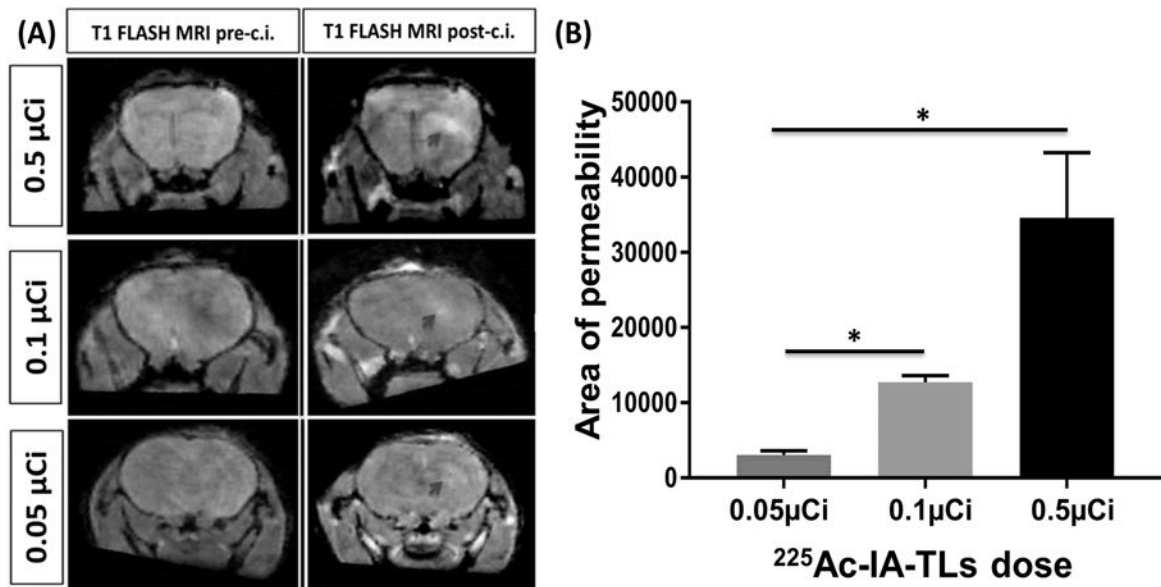 (A)
T1 FLASH MRI pre-c.i.
T1 FLASH MRI post-c.i.
0.5 µCi
0.1 µCi
0.05 µCi
(B)
Area of permeability
50000
40000
30000
20000
10000
0
*
*
0.05µCi
0.1µCi
0.5µCi
²²⁵Ac-IA-TLs dose